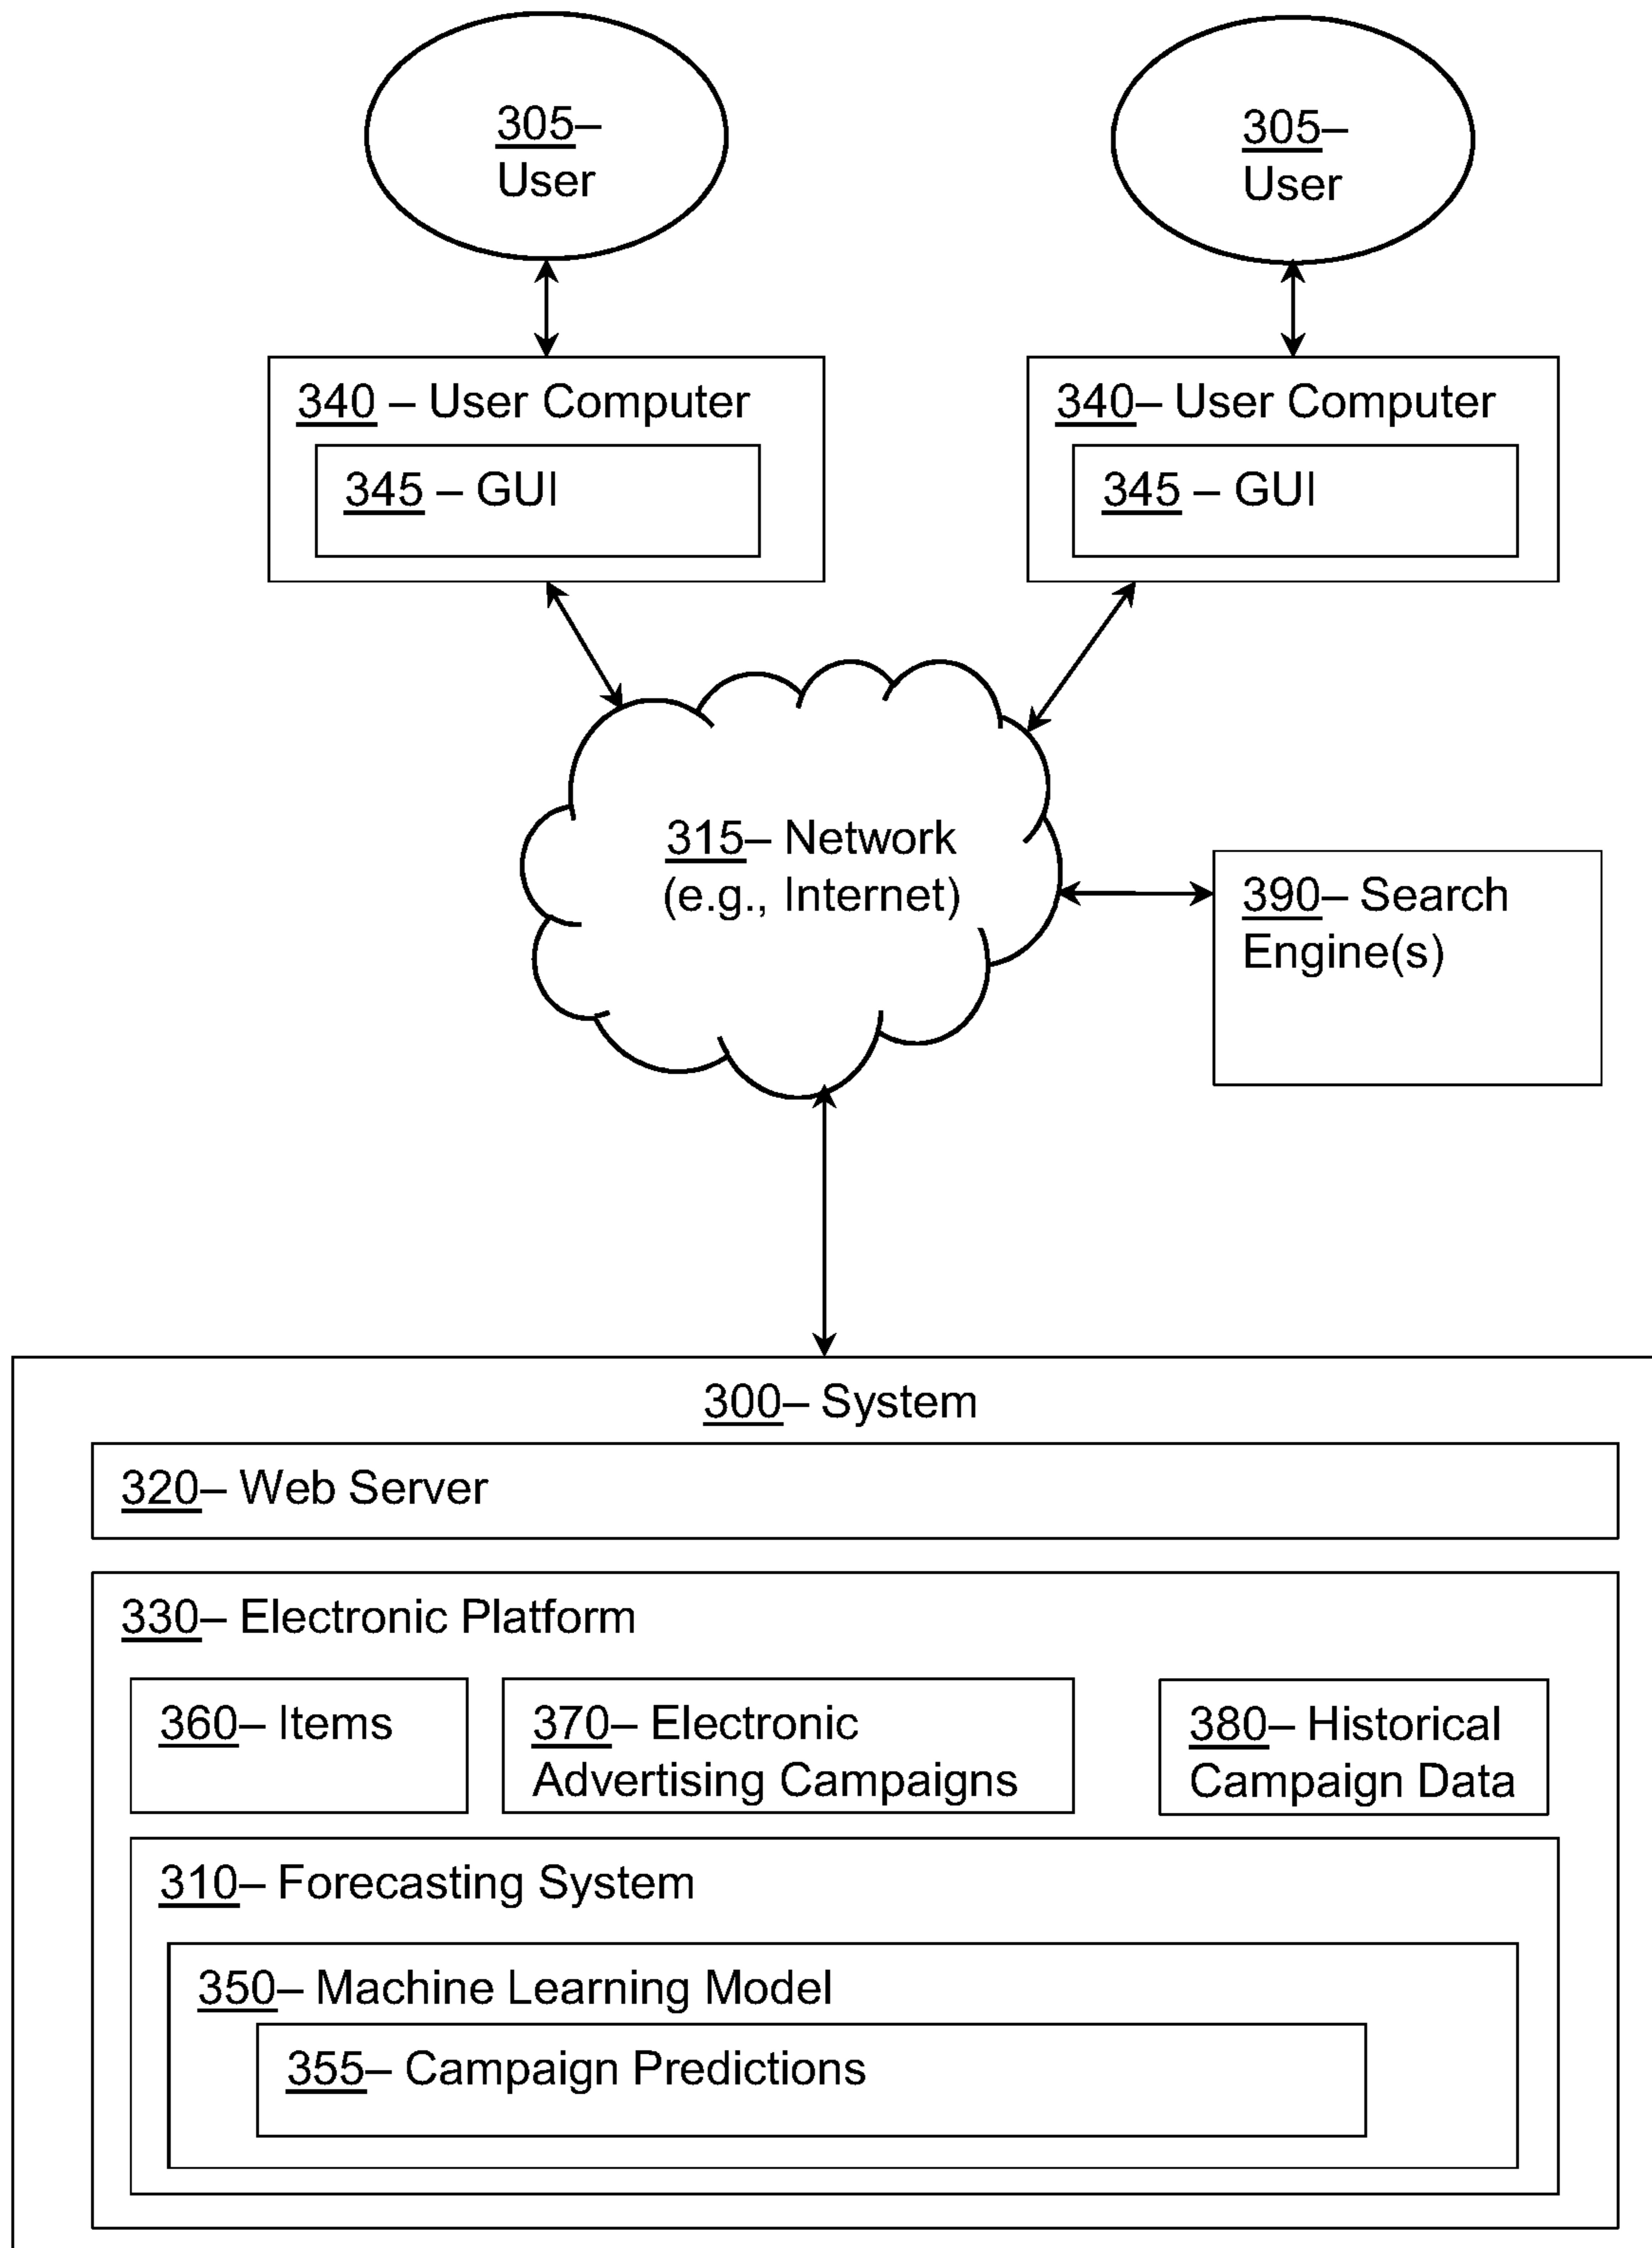 305–
User
305–
User
340 – User Computer
345 – GUI
340– User Computer
345 – GUI
315– Network
(e.g., Internet)
390– Search
Engine(s)
300– System
320– Web Server
330– Electronic Platform
360– Items
370– Electronic
Advertising Campaigns
380– Historical
Campaign Data
310– Forecasting System
350– Machine Learning Model
355– Campaign Predictions